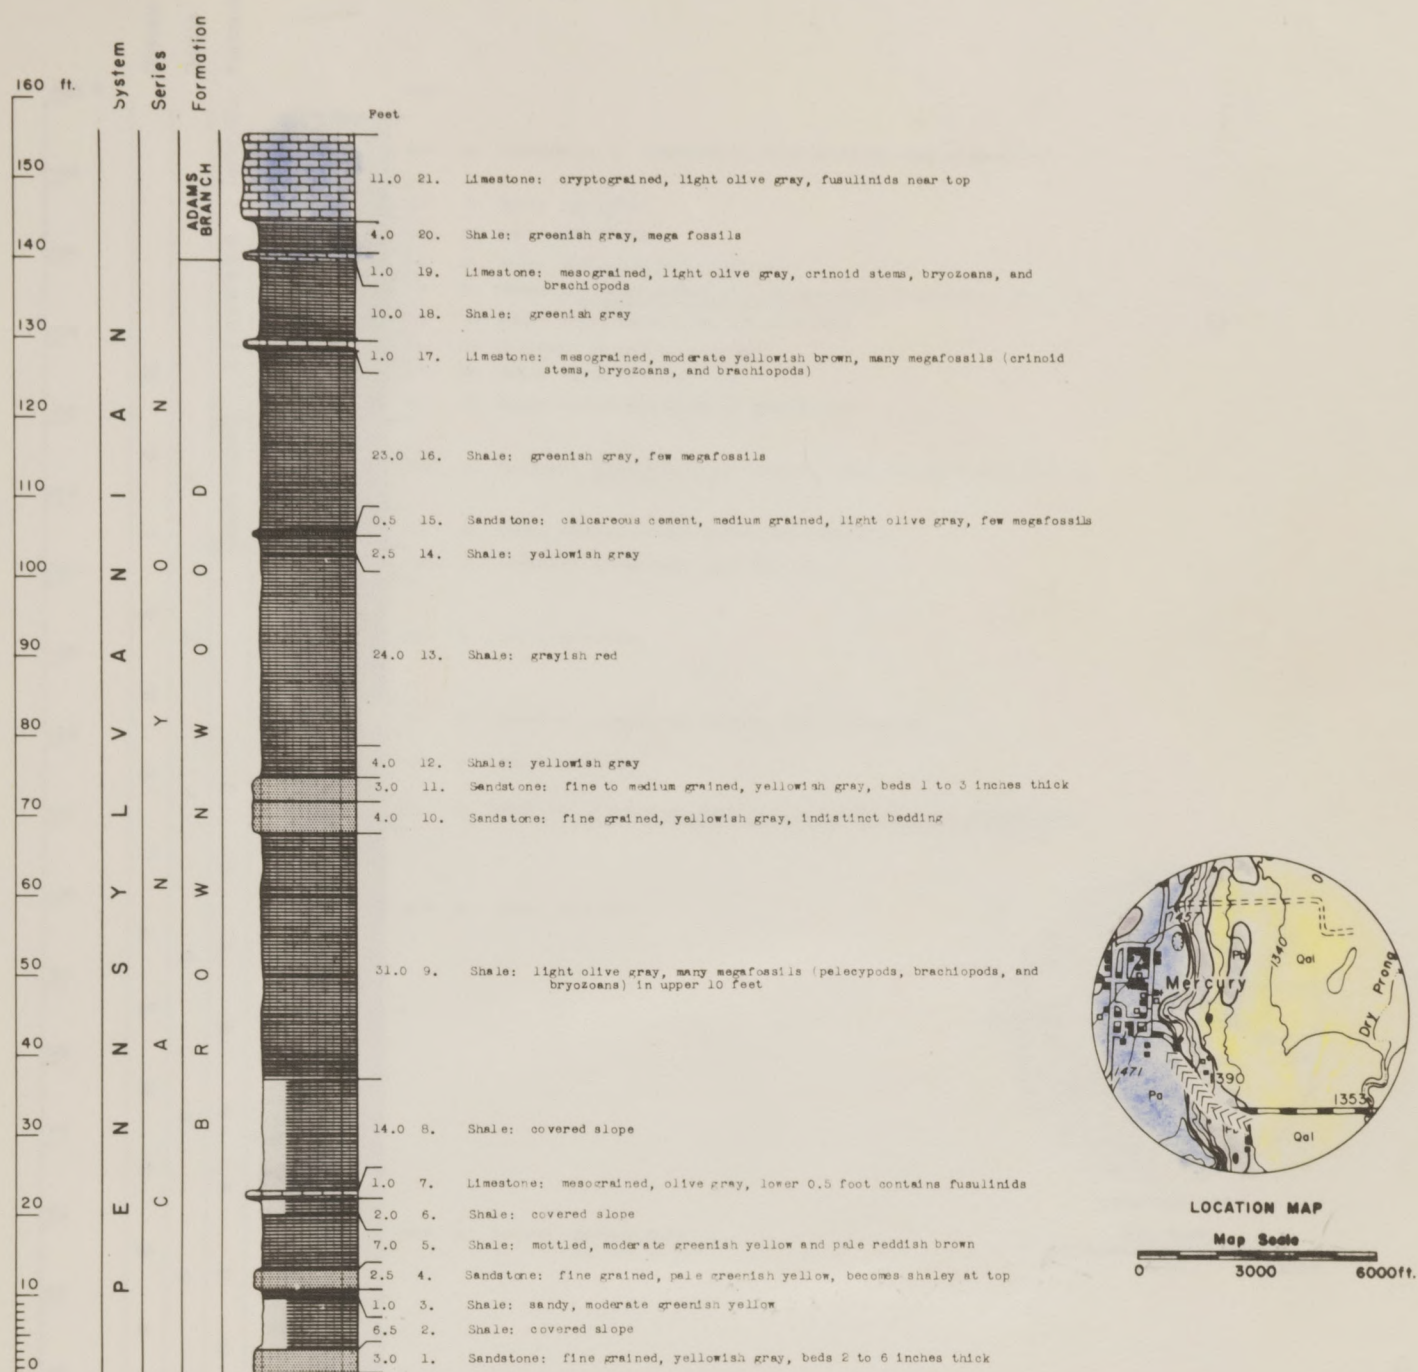 System
Series
Formation
160 ft.
150
140
130
120
110
100
90
80
70
60
50
40
30
20
10
0
PENNSYLVANIAN
CANYON
ADAMS
BRANCH
BROWNWOOD
Feet
11.0 21. Limestone: cryptograined, light olive gray, fusulinids near top
4.0 20. Shale: greenish gray, mega fossils
1.0 19. Limestone: mesograined, light olive gray, crinoid stems, bryozoans, and
brachiopods
10.0 18. Shale: greenish gray
1.0 17. Limestone: mesograined, moderate yellowish brown, many megafossils (crinoid
stems, bryozoans, and brachiopods)
23.0 16. Shale: greenish gray, few megafossils
0.5 15. Sandstone: calcareous cement, medium grained, light olive gray, few megafossils
2.5 14. Shale: yellowish gray
24.0 13. Shale: grayish red
4.0 12. Shale: yellowish gray
3.0 11. Sandstone: fine to medium grained, yellowish gray, beds 1 to 3 inches thick
4.0 10. Sandstone: fine grained, yellowish gray, indistinct bedding
31.0 9. Shale: light olive gray, many megafossils (pelecypods, brachiopods, and
bryozoans) in upper 10 feet
14.0 8. Shale: covered slope
1.0 7. Limestone: mesograined, olive gray, lower 0.5 foot contains fusulinids
2.0 6. Shale: covered slope
7.0 5. Shale: mottled, moderate greenish yellow and pale reddish brown
2.5 4. Sandstone: fine grained, pale greenish yellow, becomes shaley at top
1.0 3. Shale: sandy, moderate greenish yellow
6.5 2. Shale: covered slope
3.0 1. Sandstone: fine grained, yellowish gray, beds 2 to 6 inches thick
1457
1340
Pb
Qal
Mercury
Dry Prong
1471
1390
Pa
1353
Qal
LOCATION MAP
Map Scale
0 3000 6000ft.